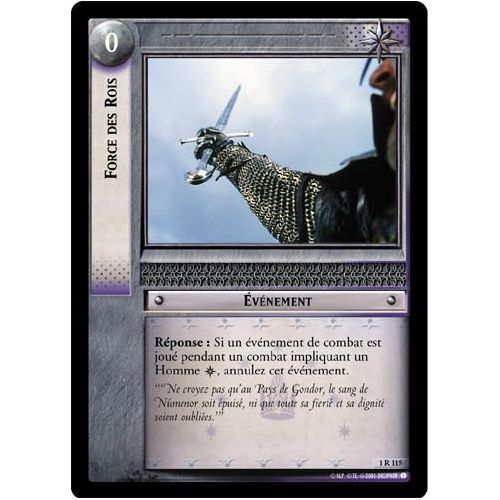 0
FORCE DES ROIS
ÉVÉNEMENT
Réponse : Si un événement de combat est
joué pendant un combat impliquant un
Homme , annulez cet événement.
““Ne croyez pas qu'au Pays de Gondor, le sang de
Númenor soit épuisé, ni que toute sa fierté et sa dignité
soient oubliées.””
1 R 115